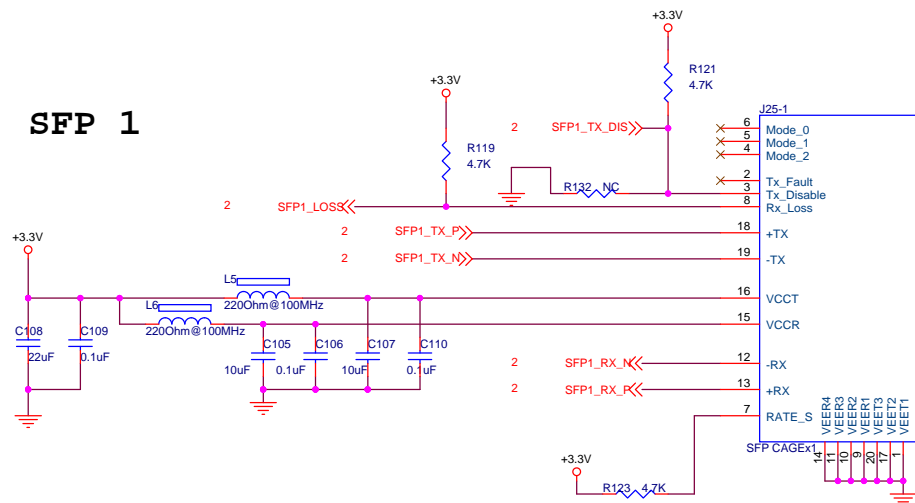 +3.3V
R121
4.7K
+3.3V
J25-1
SFP 1
2 SFP1_TX_DIS
6 Mode_0
5 Mode_1
4 Mode_2
R119
4.7K
2 Tx_Fault
R132 NC
3 Tx_Disable
2 SFP1_LOSS
8 Rx_Loss
2 SFP1_TX_P
18 +TX
+3.3V
2 SFP1_TX_N
19 -TX
L5
220Ohm@100MHz
16 VCCT
L6
220Ohm@100MHz
15 VCCR
C108
22uF
C109
0.1uF
C105
10uF
C106
0.1uF
C107
10uF
C110
0.1uF
2 SFP1_RX_N
12 -RX
2 SFP1_RX_P
13 +RX
7 RATE_S
VEER4
VEER3
VEER2
VEER1
VEET3
VEET2
VEET1
SFP CAGEx1
14
11
10
9
20
17
1
+3.3V
R123 4.7K